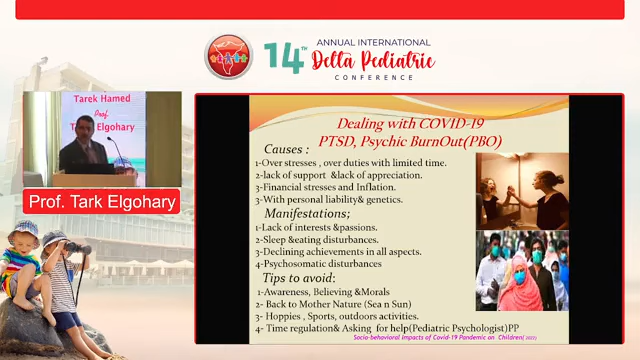 14TH
ANNUAL INTERNATIONAL
Delta Pediatric
CONFERENCE
Tarek Hamed
Prof
Elgohary
Prof. Tark Elgohary
Dealing with COVID-19
PTSD, Psychic BurnOut(PBO)
Causes :
1-Over stresses , over duties with limited time.
2-lack of support &lack of appreciation.
3-Financial stresses and Inflation.
3-With personal liability& genetics.
Manifestations;
1-Lack of interests &passions.
2-Sleep &eating disturbances.
3-Declining achievements in all aspects.
4-Psychosomatic disturbances
Tips to avoid:
1-Awareness, Believing &Morals
2- Back to Mother Nature (Sea n Sun)
3- Hoppies , Sports, outdoors activities.
4- Time regulation& Asking for help(Pediatric Psychologist)PP
Socio-behavioral Impacts of Covid-19 Pandemic on Children( 2022)